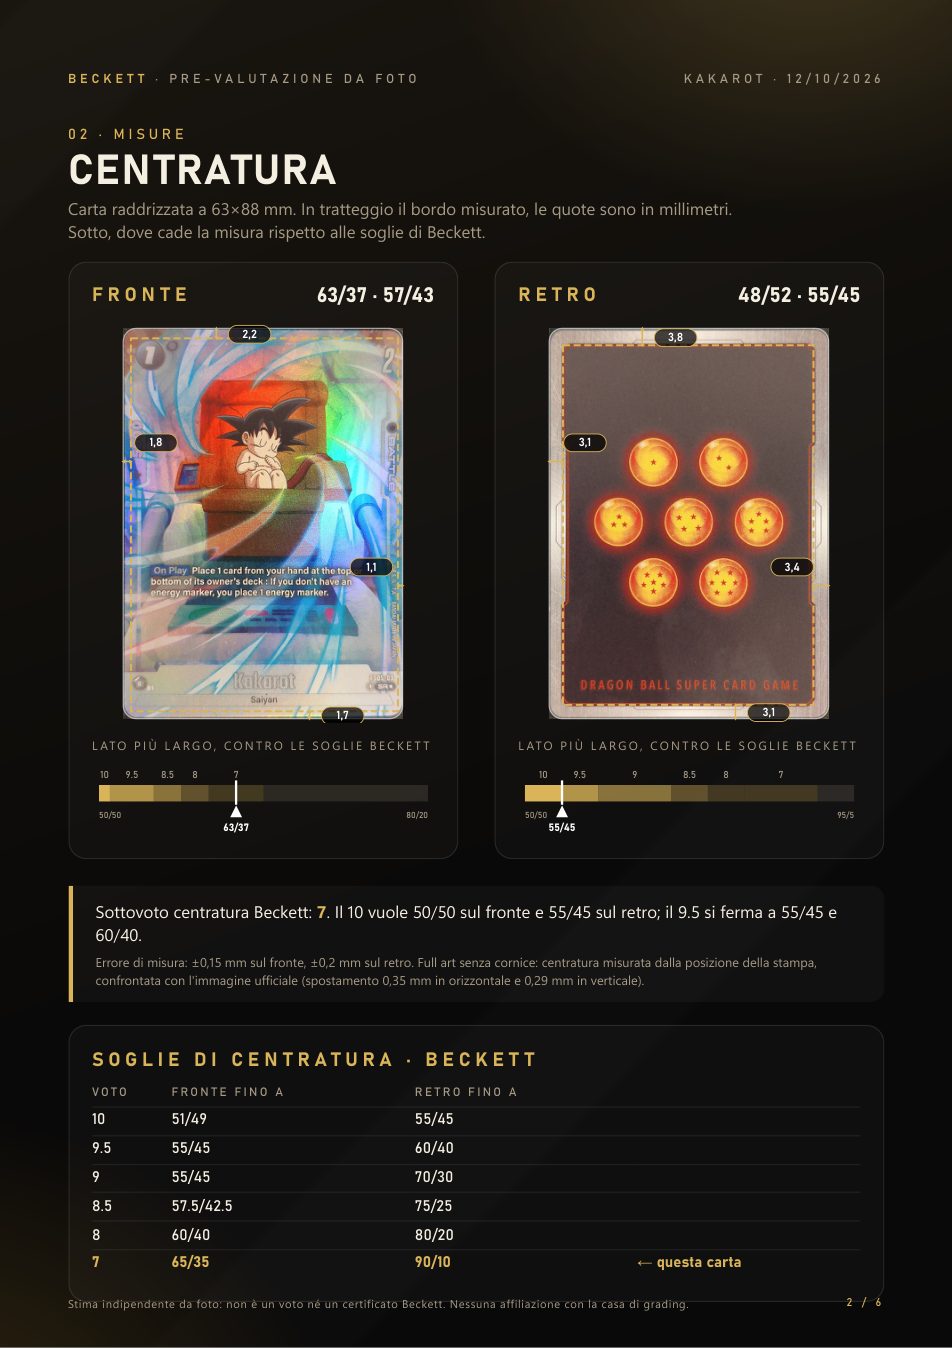 BECKETT · PRE-VALUTAZIONE DA FOTO
KAKAROT · 12/10/2026
02 · MISURE
CENTRATURA
Carta raddrizzata a 63×88 mm. In tratteggio il bordo misurato, le quote sono in millimetri.
Sotto, dove cade la misura rispetto alle soglie di Beckett.
FRONTE
63/37 · 57/43
2,2
1
2
1,8
BATTLE
1,1
On Play Place 1 card from your hand at the top or
bottom of its owner's deck : If you don't have an
energy marker, you place 1 energy marker.
Kakarot
Saiyan
SR
1,7
LATO PIÙ LARGO, CONTRO LE SOGLIE BECKETT
10 9.5 8.5 8 7
50/50 80/20
63/37
RETRO
48/52 · 55/45
3,8
3,1
3,4
DRAGON BALL SUPER CARD GAME
3,1
LATO PIÙ LARGO, CONTRO LE SOGLIE BECKETT
10 9.5 9 8.5 8 7
50/50 95/5
55/45
Sottovoto centratura Beckett: 7. Il 10 vuole 50/50 sul fronte e 55/45 sul retro; il 9.5 si ferma a 55/45 e
60/40.
Errore di misura: ±0,15 mm sul fronte, ±0,2 mm sul retro. Full art senza cornice: centratura misurata dalla posizione della stampa,
confrontata con l'immagine ufficiale (spostamento 0,35 mm in orizzontale e 0,29 mm in verticale).
SOGLIE DI CENTRATURA · BECKETT
VOTO FRONTE FINO A RETRO FINO A
10 51/49 55/45
9.5 55/45 60/40
9 55/45 70/30
8.5 57.5/42.5 75/25
8 60/40 80/20
7 65/35 90/10 ← questa carta
Stima indipendente da foto: non è un voto né un certificato Beckett. Nessuna affiliazione con la casa di grading.
2 / 6